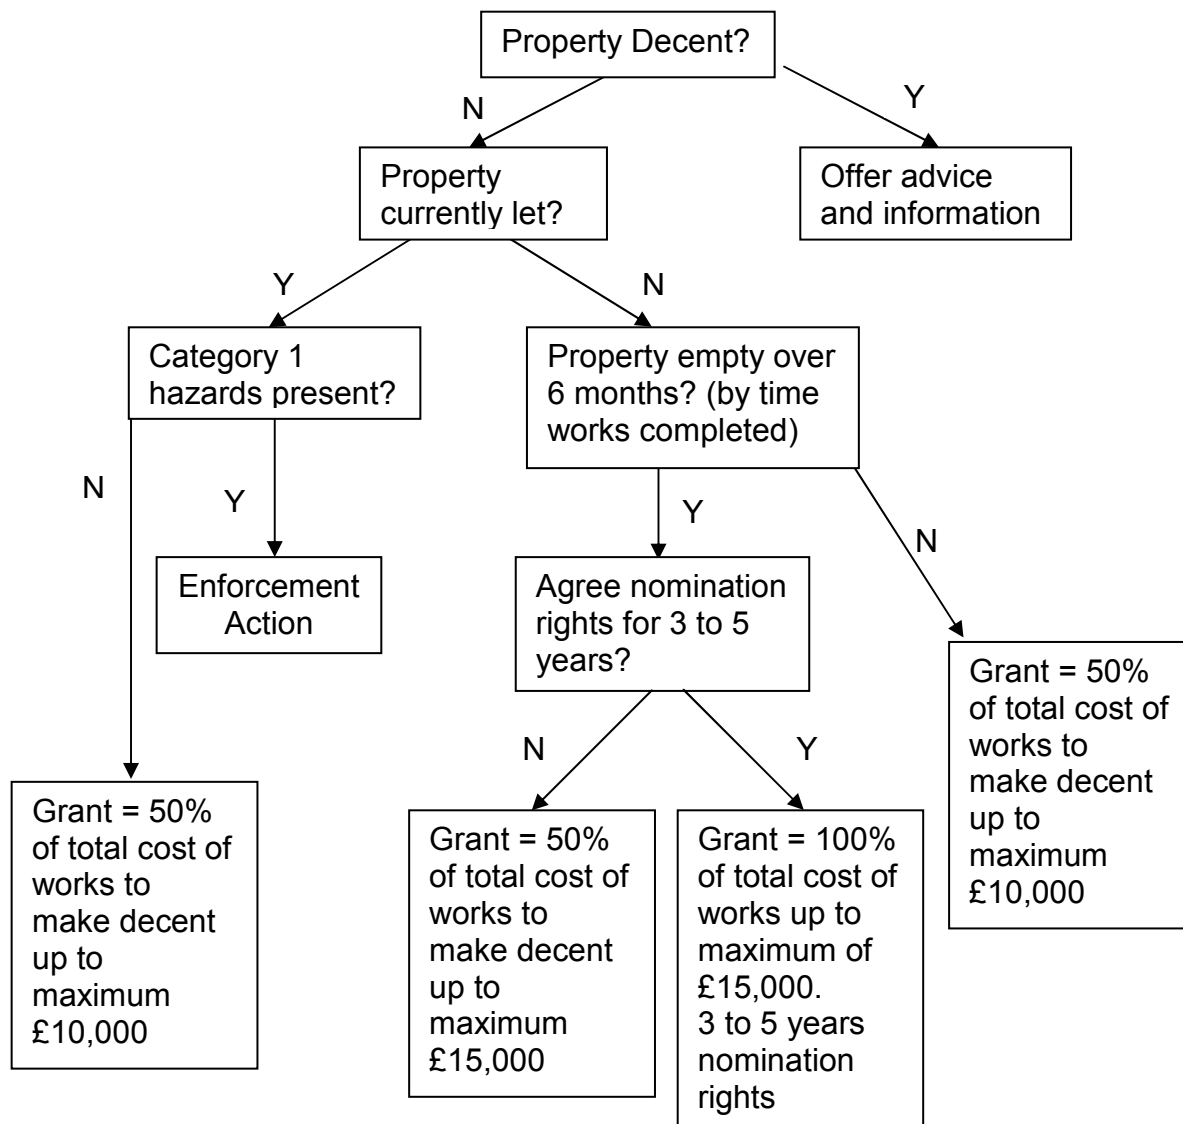 Property Decent?
N
Y
Property
currently let?
Offer advice
and information
Y
N
Category 1
hazards present?
Property empty over
6 months? (by time
works completed)
N
Y
Y
N
Enforcement
Action
Agree nomination
rights for 3 to 5
years?
Grant = 50%
of total cost of
works to
make decent
up to
maximum
£10,000
N
Y
Grant = 50%
of total cost of
works to
make decent
up to
maximum
£10,000
Grant = 50%
of total cost of
works to
make decent
up to
maximum
£15,000
Grant = 100%
of total cost of
works up to
maximum of
£15,000.
3 to 5 years
nomination
rights